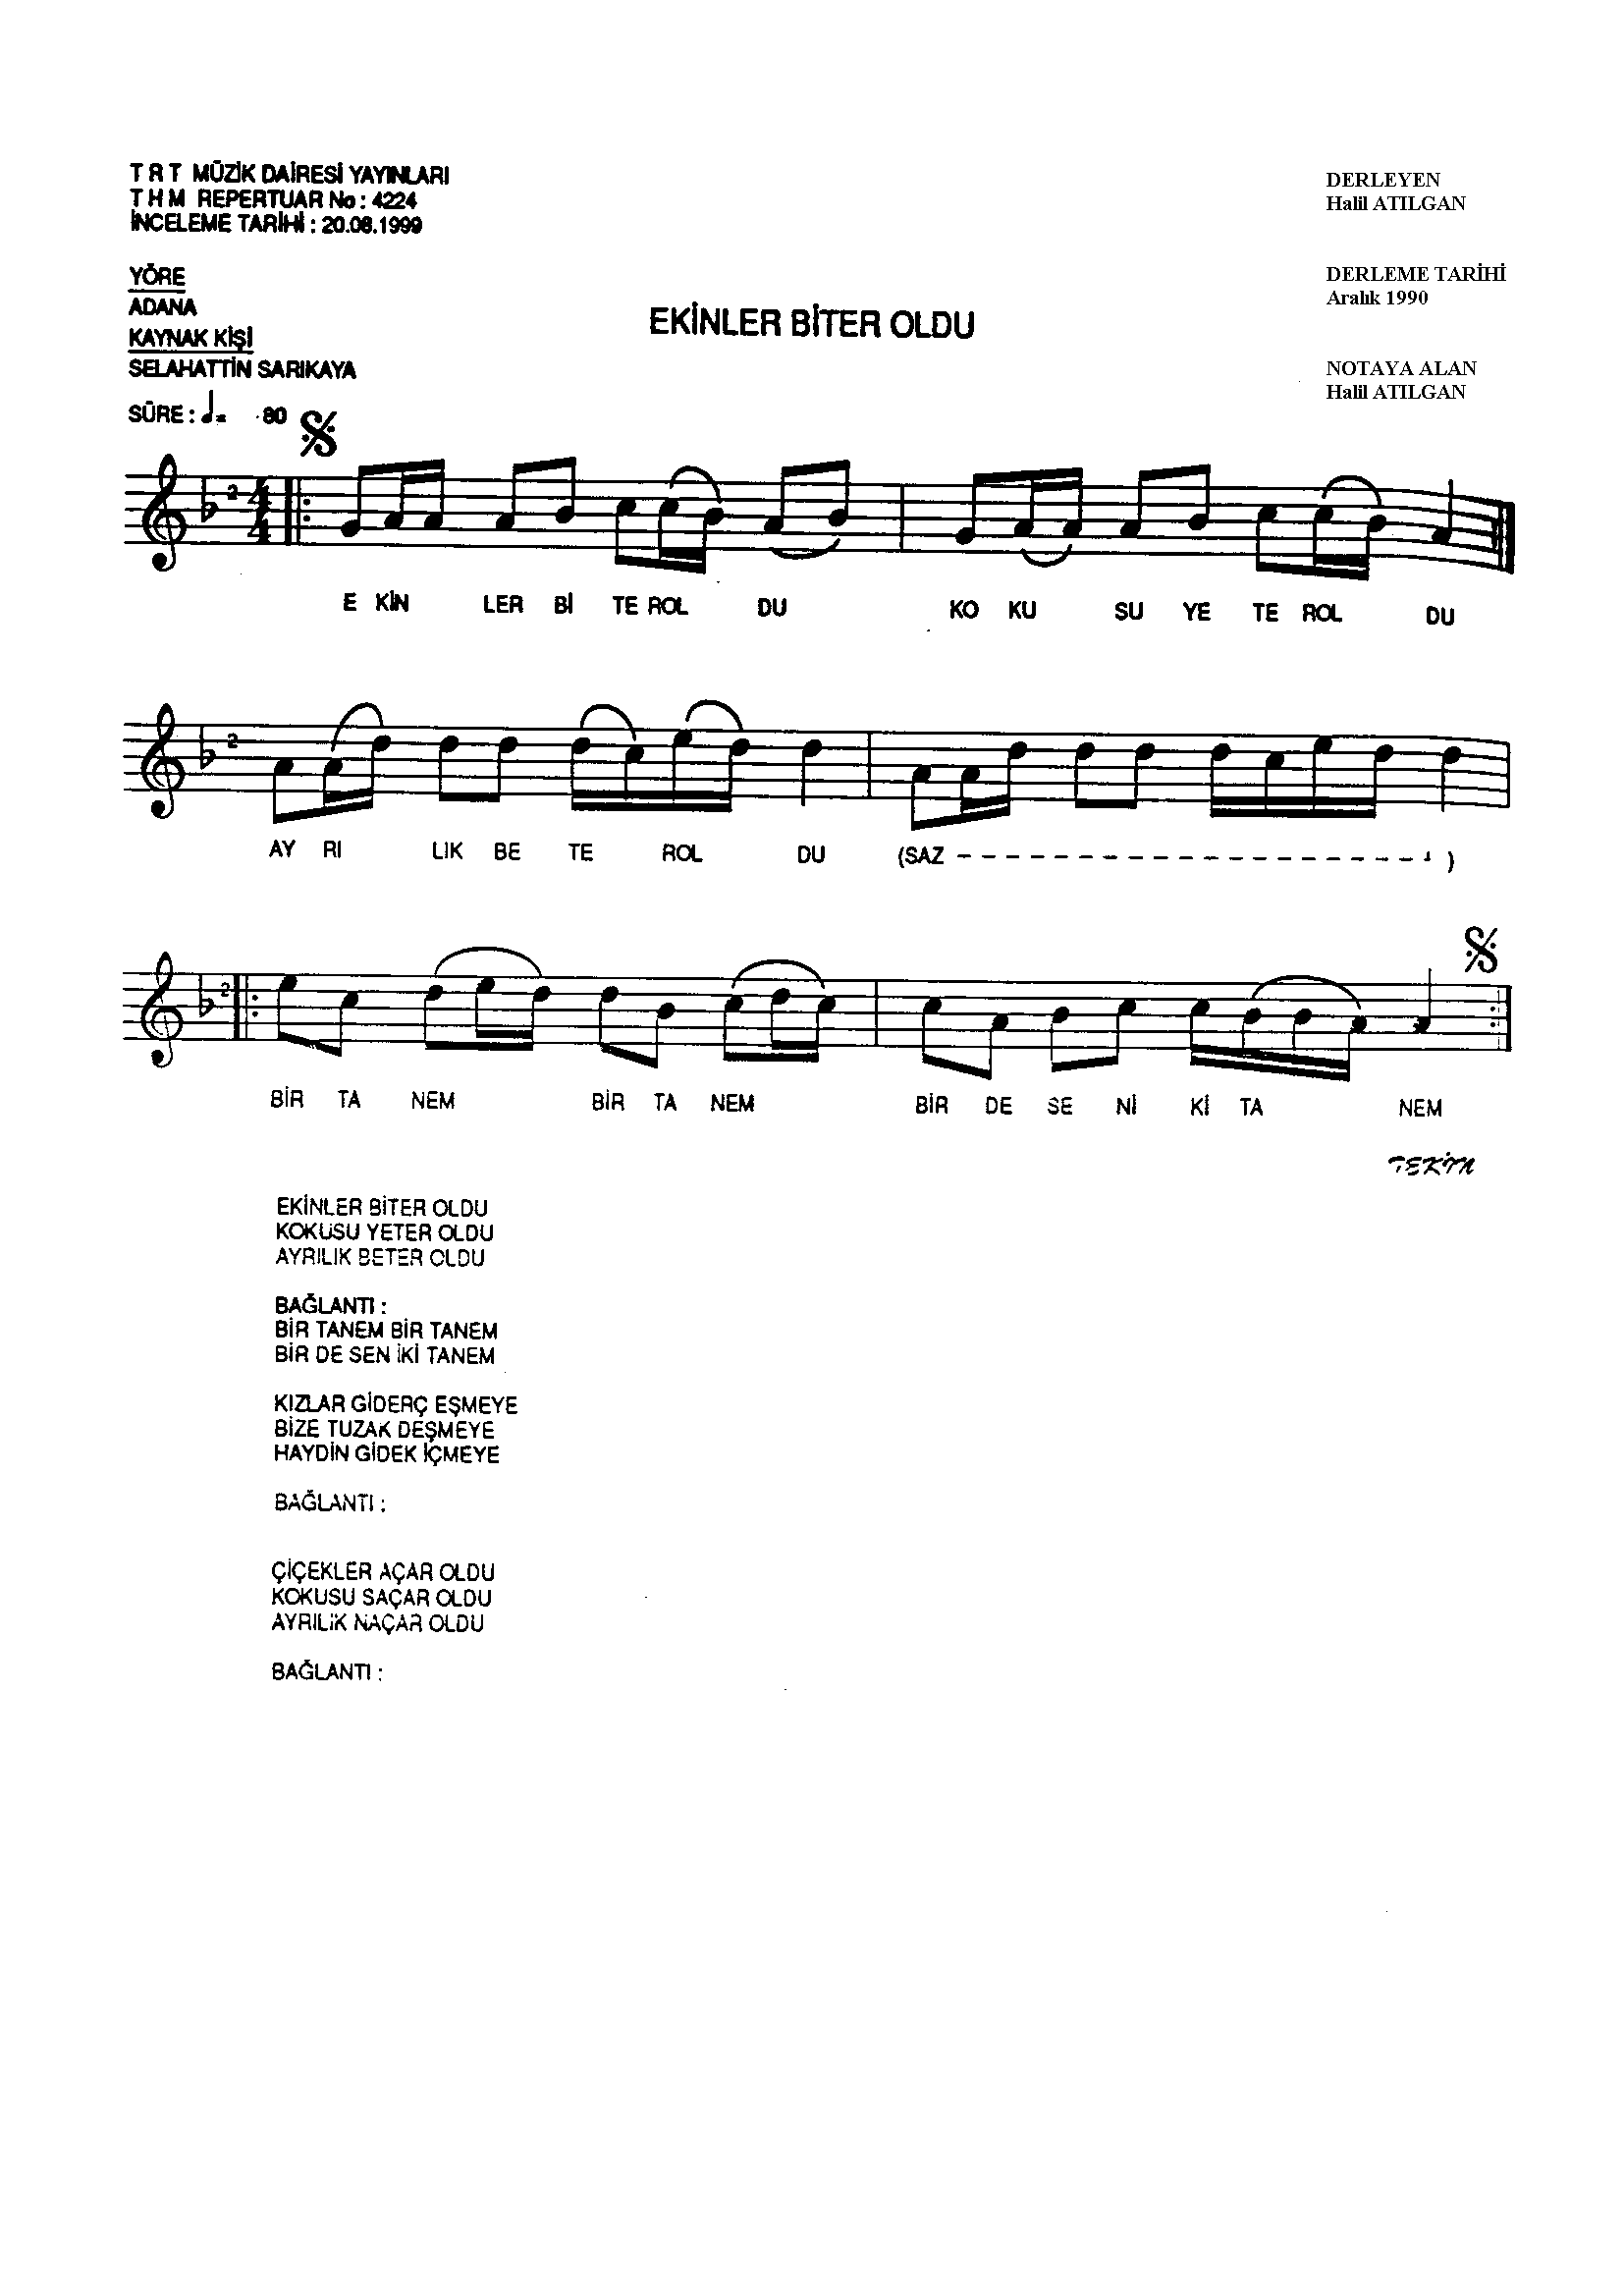 T R T MÜZİK DAİRESİ YAYINLARI
T H M REPERTUAR No : 4224
İNCELEME TARİHİ : 20.08.1999
DERLEYEN
Halil ATILGAN
YÖRE
ADANA
KAYNAK KİŞİ
SELAHATTİN SARIKAYA
DERLEME TARİHİ
Aralık 1990
EKİNLER BİTER OLDU
NOTAYA ALAN
Halil ATILGAN
SÜRE : ♩= 80
2 4/4
E KİN LER Bİ TE ROL DU KO KU SU YE TE ROL DU
2
AY RI LIK BE TE ROL DU (SAZ - - - - - - - - - - - - - - - - - - - - )
2
BİR TA NEM BİR TA NEM BİR DE SE Nİ Kİ TA NEM
TEKİN
EKİNLER BİTER OLDU
KOKUSU YETER OLDU
AYRILIK BETER OLDU
BAĞLANTI :
BİR TANEM BİR TANEM
BİR DE SEN İKİ TANEM
KIZLAR GİDERÇ EŞMEYE
BİZE TUZAK DEŞMEYE
HAYDİN GİDEK İÇMEYE
BAĞLANTI :
ÇİÇEKLER AÇAR OLDU
KOKUSU SAÇAR OLDU
AYRILIK NAÇAR OLDU
BAĞLANTI :